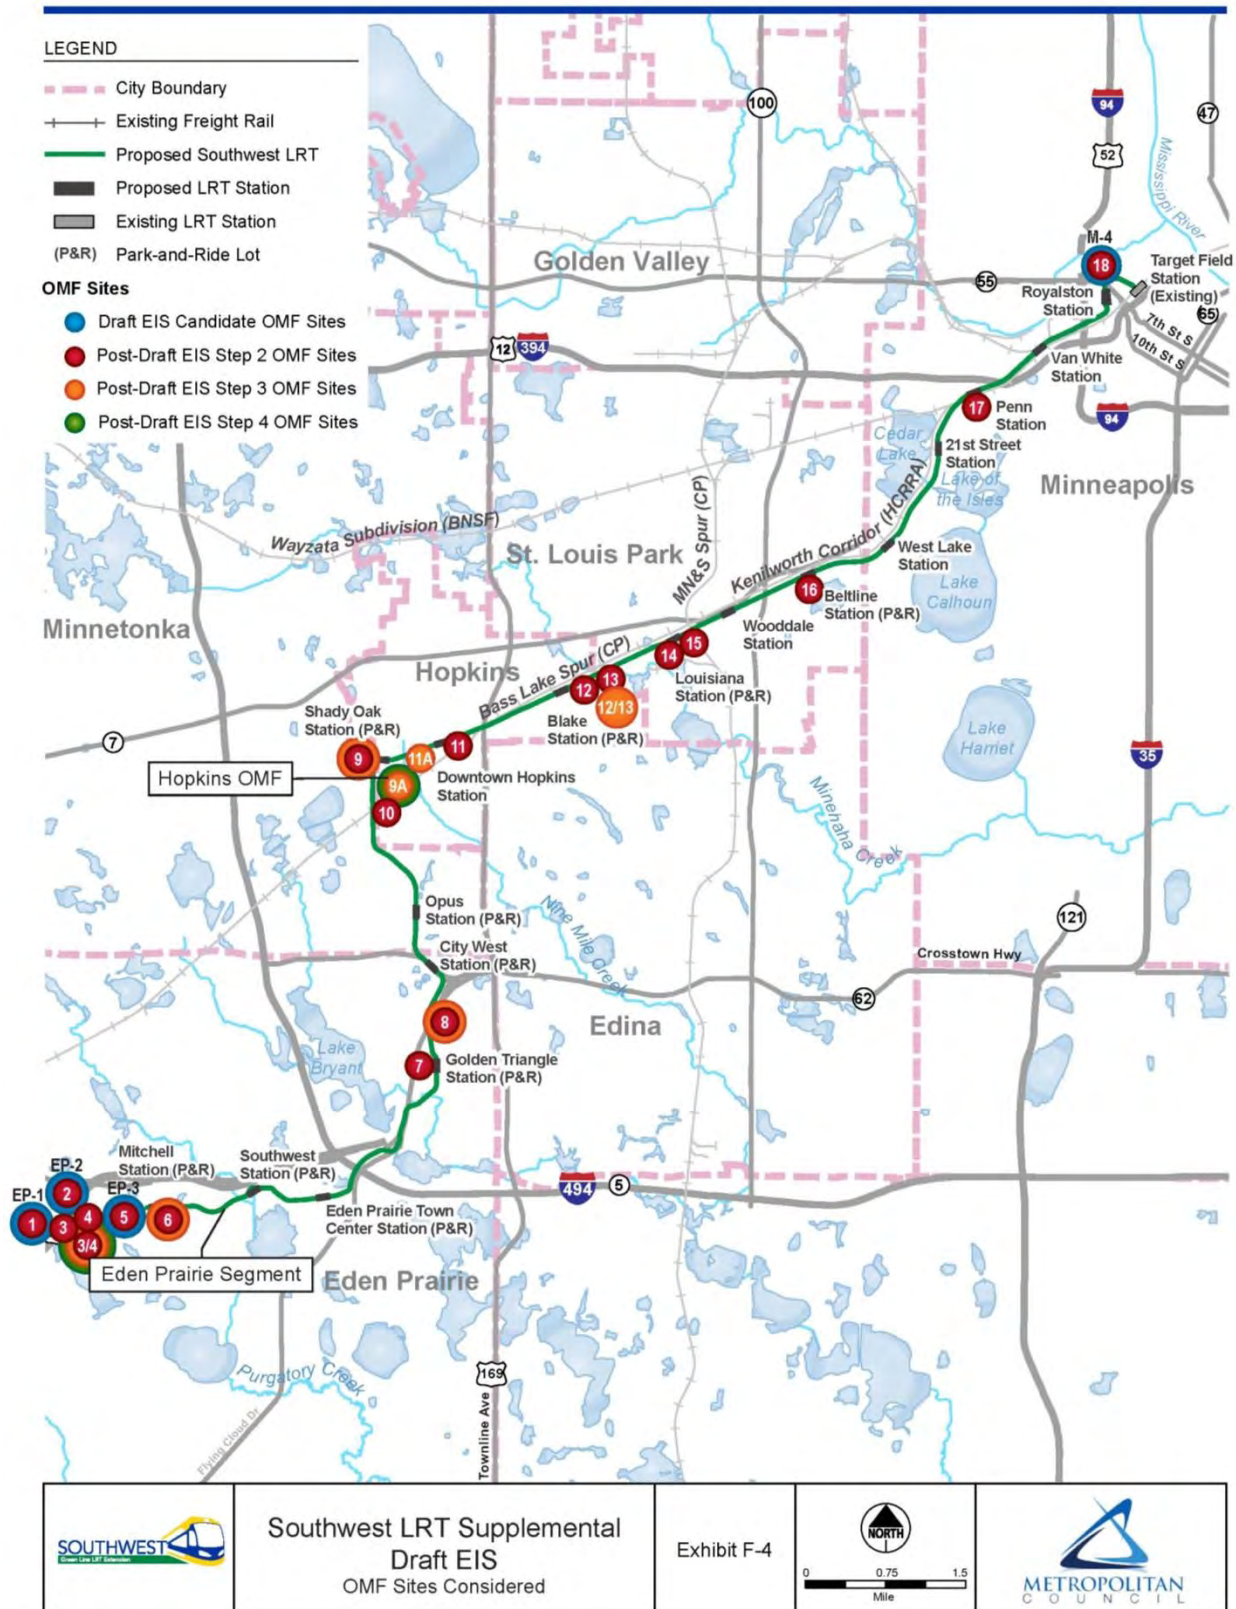 LEGEND
City Boundary
Existing Freight Rail
Proposed Southwest LRT
Proposed LRT Station
Existing LRT Station
(P&R) Park-and-Ride Lot
OMF Sites
Draft EIS Candidate OMF Sites
Post-Draft EIS Step 2 OMF Sites
Post-Draft EIS Step 3 OMF Sites
Post-Draft EIS Step 4 OMF Sites
100
94
47
52
Mississippi River
M-4
18
Target Field
Station
(Existing)
Golden Valley
55
Royalston
Station
65
7th St S
10th St S
12
394
Van White
Station
17
Penn
Station
94
Cedar
Lake
21st Street
Station
Lake of
the Isles
Minneapolis
Wayzata Subdivision (BNSF)
MN&S Spur (CP)
Kenilworth Corridor (HCRRA)
St. Louis Park
West Lake
Station
16
Beltline
Station (P&R)
Lake
Calhoun
Minnetonka
Wooddale
Station
Hopkins
Bass Lake Spur (CP)
14
15
Louisiana
Station (P&R)
12
13
12/13
Blake
Station (P&R)
Shady Oak
Station (P&R)
7
9
11A
11
Lake
Harriet
35
Hopkins OMF
9A
Downtown Hopkins
Station
10
Minehaha Creek
Opus
Station (P&R)
Nine Mile Creek
121
City West
Station (P&R)
Crosstown Hwy
62
8
Edina
Lake
Bryant
7
Golden Triangle
Station (P&R)
Mitchell
Station (P&R)
Southwest
Station (P&R)
EP-2
EP-1
EP-3
2
494
5
1
3
4
5
6
Eden Prairie Town
Center Station (P&R)
3/4
Eden Prairie Segment
Eden Prairie
Purgatory Creek
169
Flying Cloud Dr
Townline Ave
SOUTHWEST
Green Line LRT Extension
Southwest LRT Supplemental
Draft EIS
OMF Sites Considered
Exhibit F-4
NORTH
0 0.75 1.5
Mile
METROPOLITAN
COUNCIL